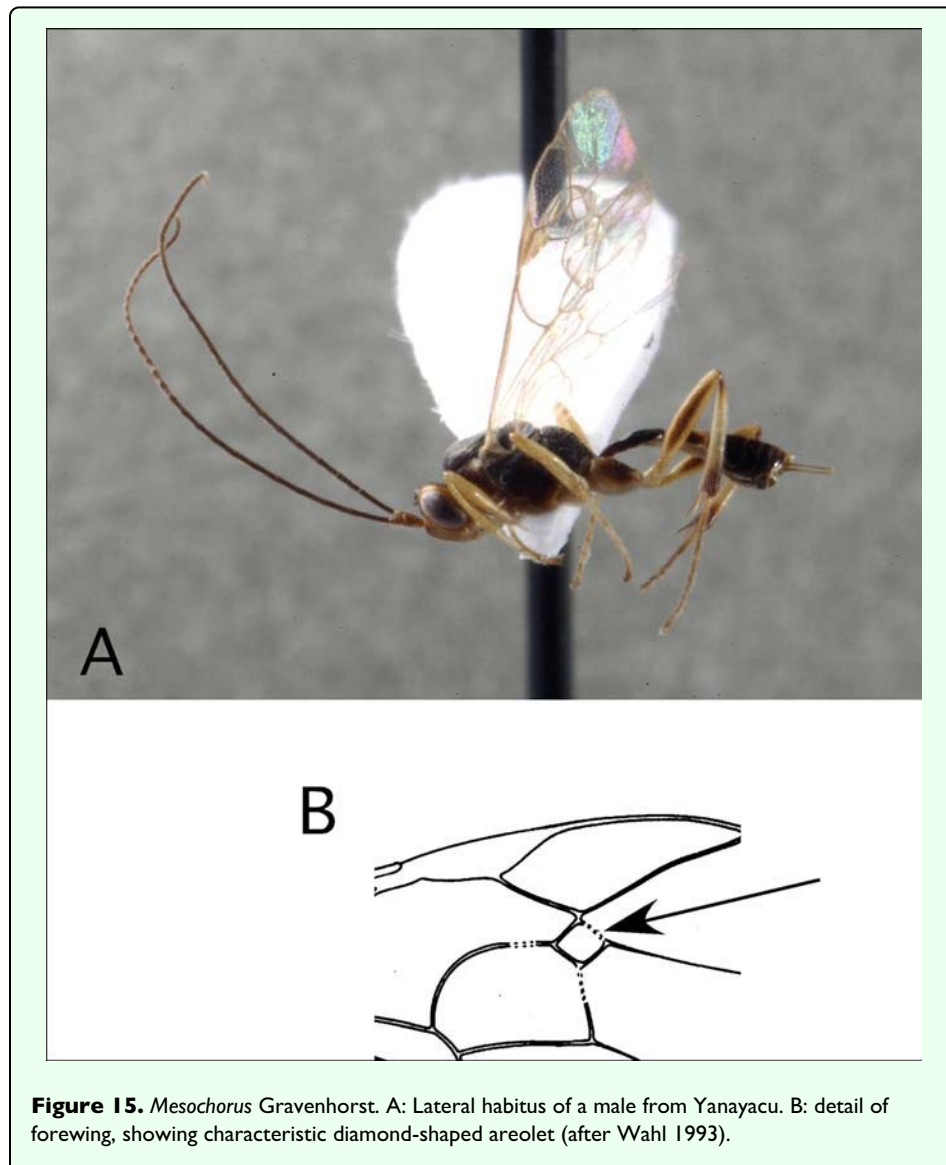 A
B
Figure 15. Mesochorus Gravenhorst. A: Lateral habitus of a male from Yanayacu. B: detail of
forewing, showing characteristic diamond-shaped areolet (after Wahl 1993).